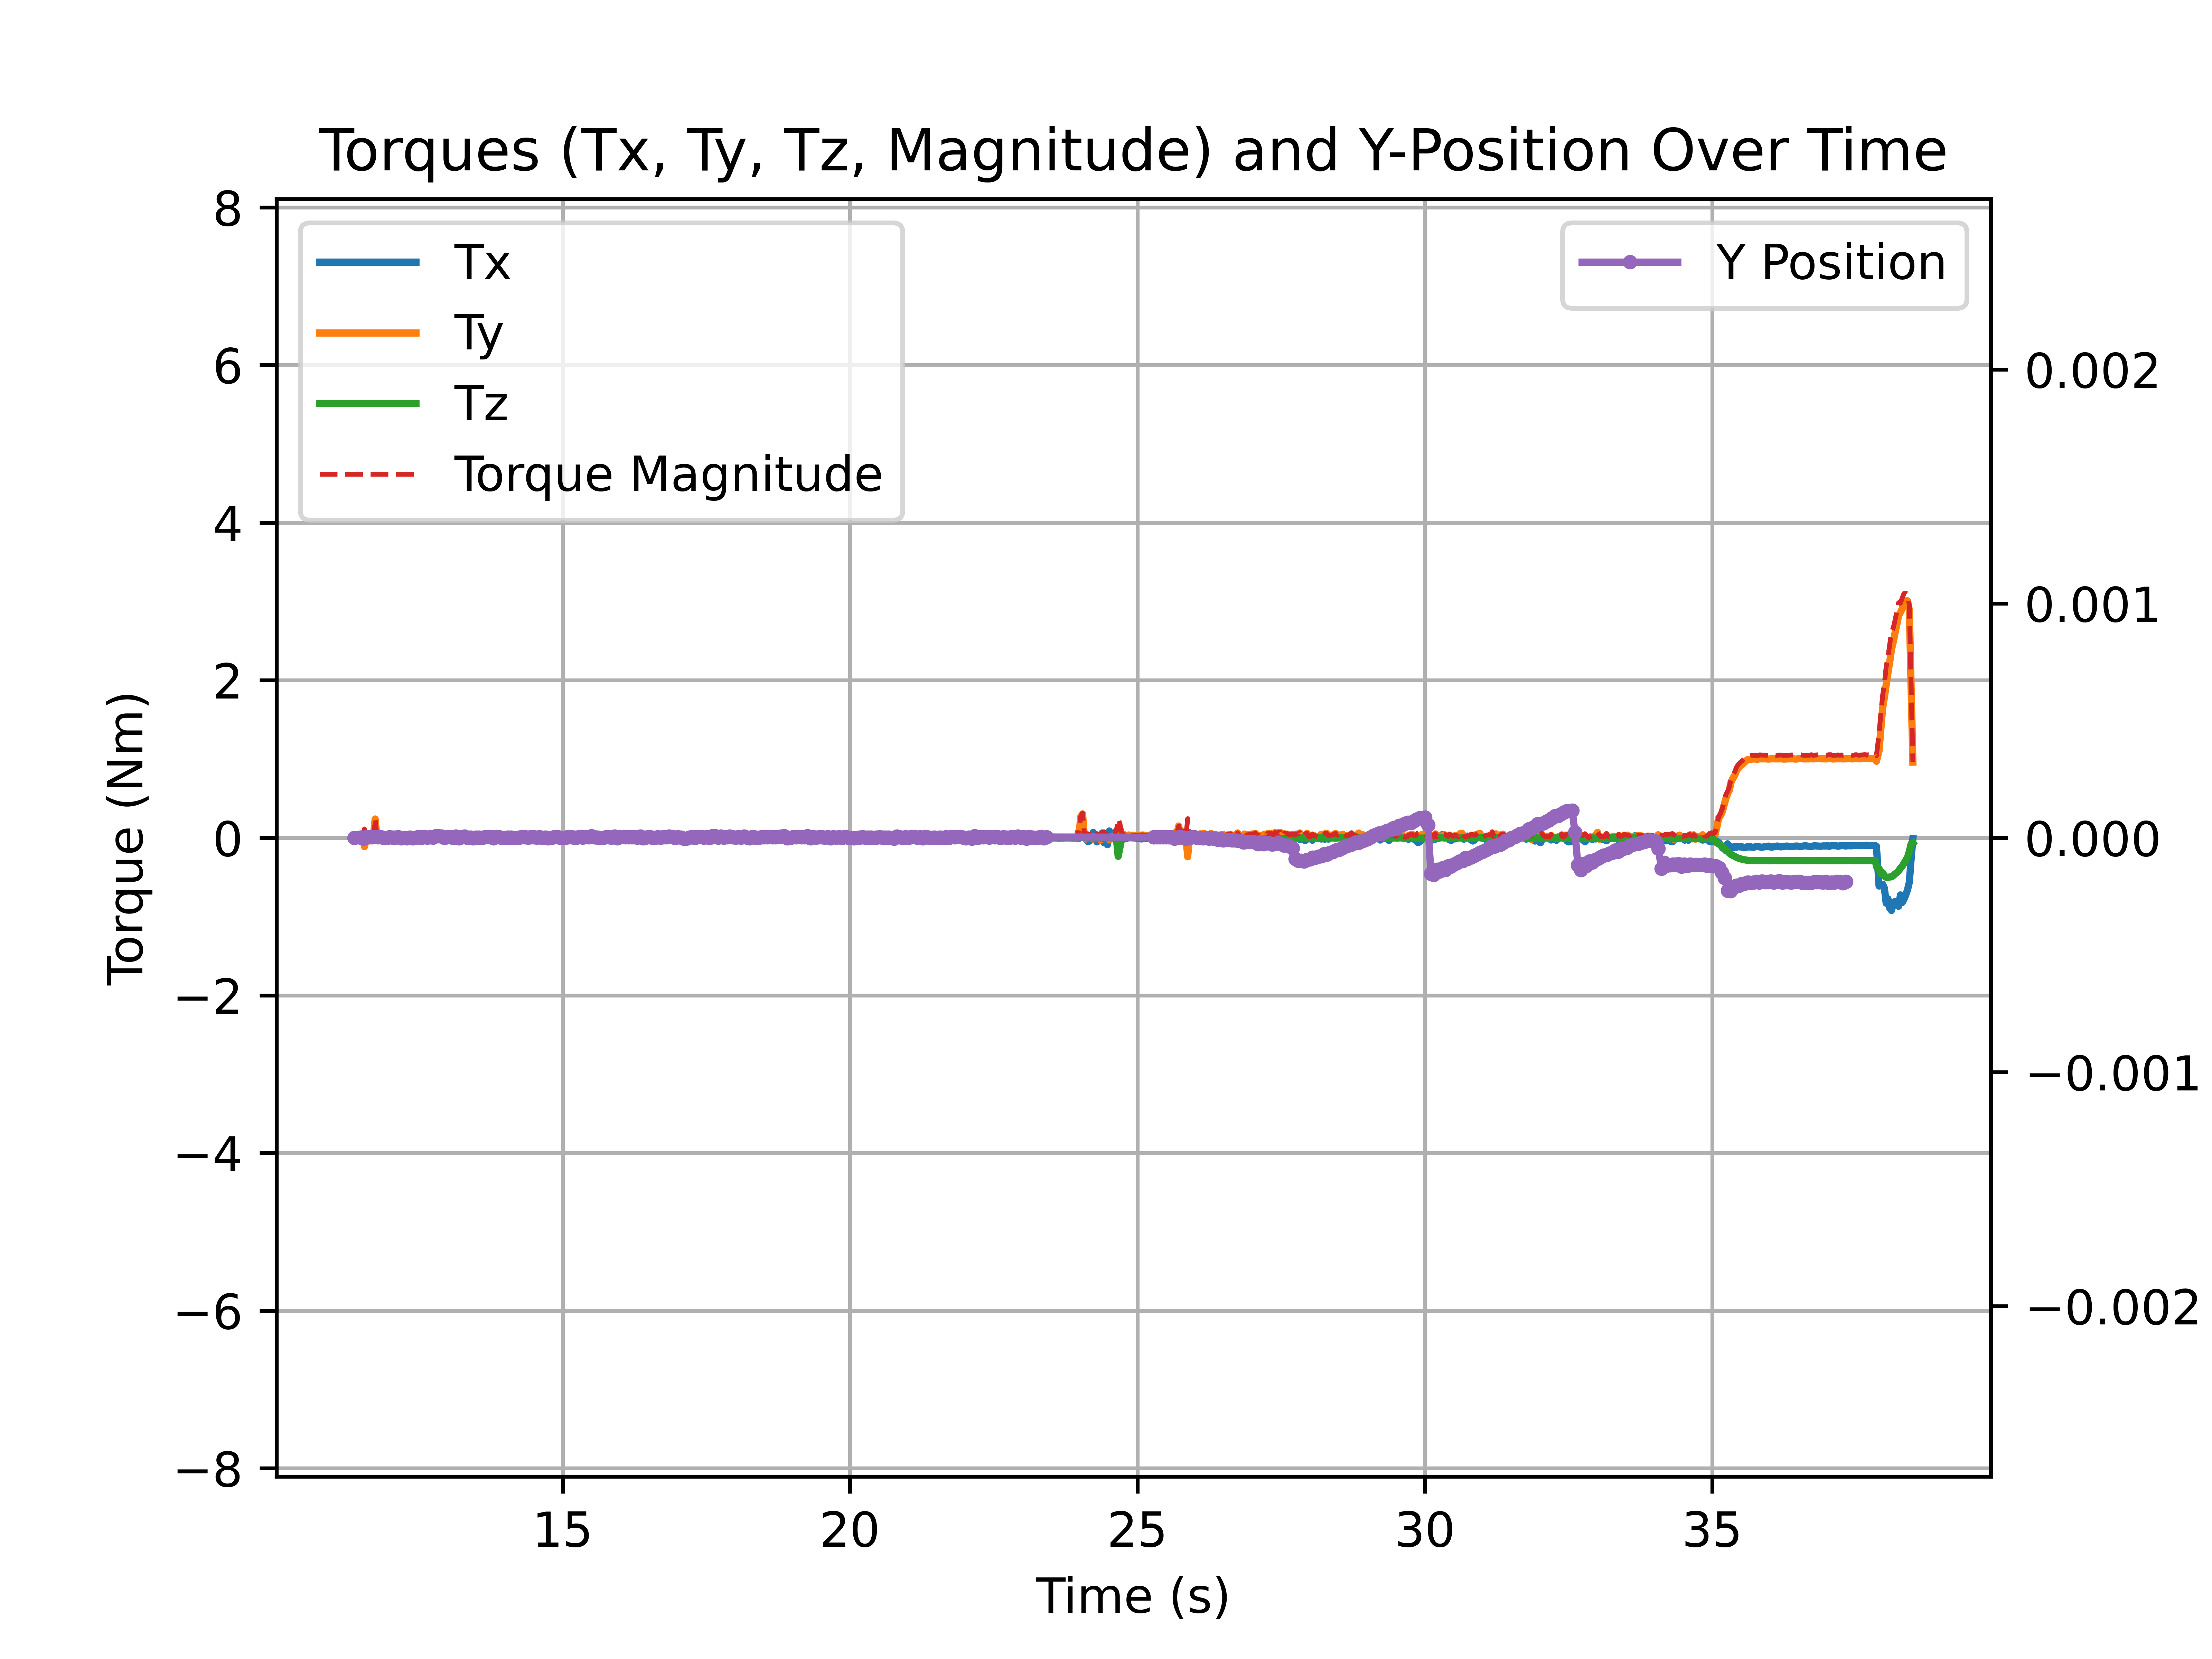 Torques (Tx, Ty, Tz, Magnitude) and Y-Position Over Time
Tx
Ty
Tz
Torque Magnitude
Y Position
8
6
4
2
0
−2
−4
−6
−8
Torque (Nm)
0.002
0.001
0.000
−0.001
−0.002
15
20
25
30
35
Time (s)